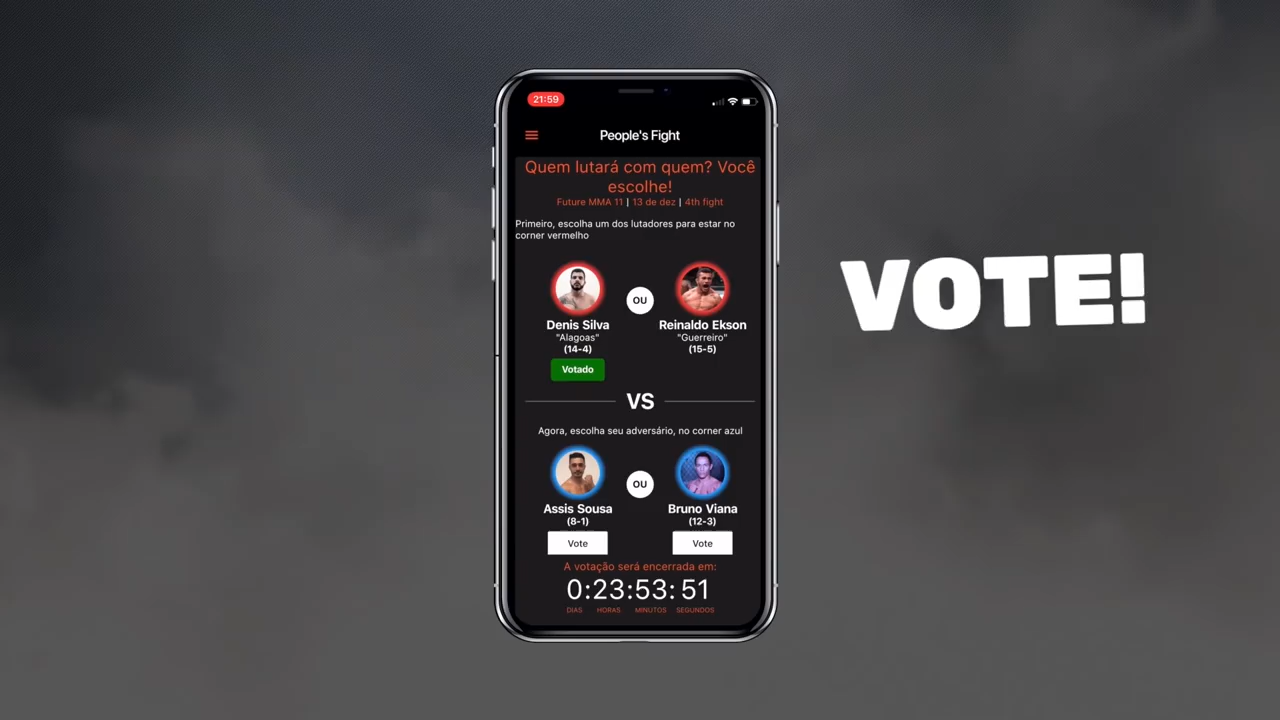 21:59
People's Fight
Quem lutará com quem? Você
escolhe!
Future MMA 11 | 13 de dez | 4th fight
Primeiro, escolha um dos lutadores para estar no
corner vermelho
OU
Denis Silva
Reinaldo Ekson
"Alagoas"
"Guerreiro"
(14-4)
(15-5)
Votado
VS
Agora, escolha seu adversário, no corner azul
OU
Assis Sousa
Bruno Viana
(8-1)
(12-3)
Vote
Vote
A votação será encerrada em:
0:23:53:51
DIAS HORAS MINUTOS SEGUNDOS
VOTE!